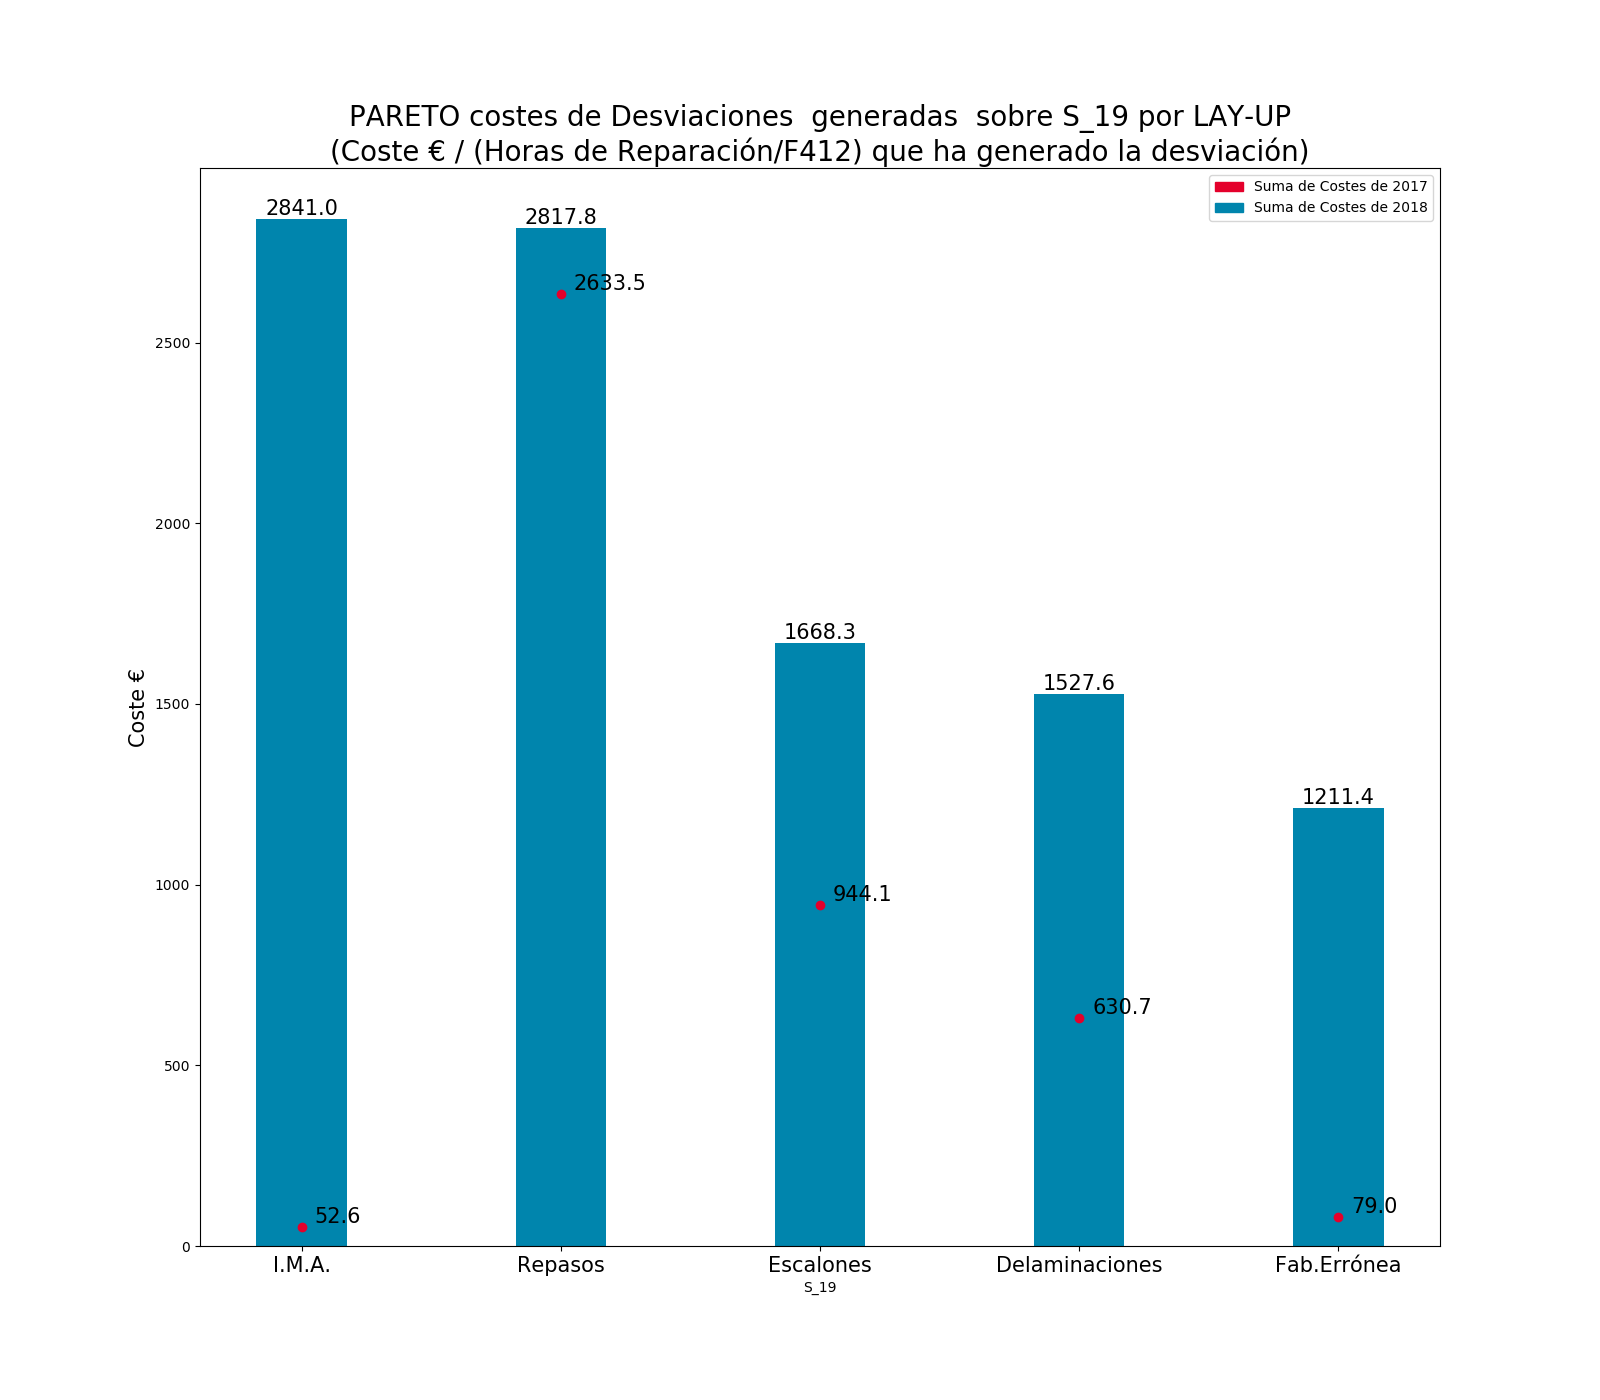 PARETO costes de Desviaciones  generadas  sobre S_19 por LAY-UP
(Coste € / (Horas de Reparación/F412) que ha generado la desviación)
Suma de Costes de 2017
Suma de Costes de 2018
2841.0
2817.8
2633.5
1668.3
1527.6
1211.4
944.1
630.7
52.6
79.0
Coste €
2500
2000
1500
1000
500
0
I.M.A.
Repasos
Escalones
Delaminaciones
Fab.Errónea
S_19